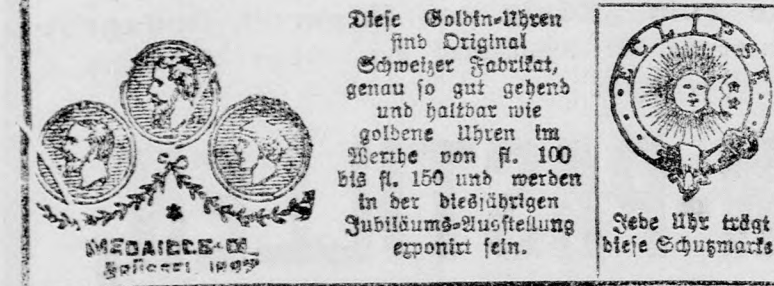 Diese Goldin-Uhren
sind Original
Schweizer Fabrikat,
genau so gut gehend
und haltbar wie
goldene Uhren im
Werthe von fl. 100
bis fl. 150 und werden
in der diesjährigen
Jubiläums-Ausstellung
exponirt sein.
ECLIPSE
Jede Uhr trägt
diese Schutzmarke